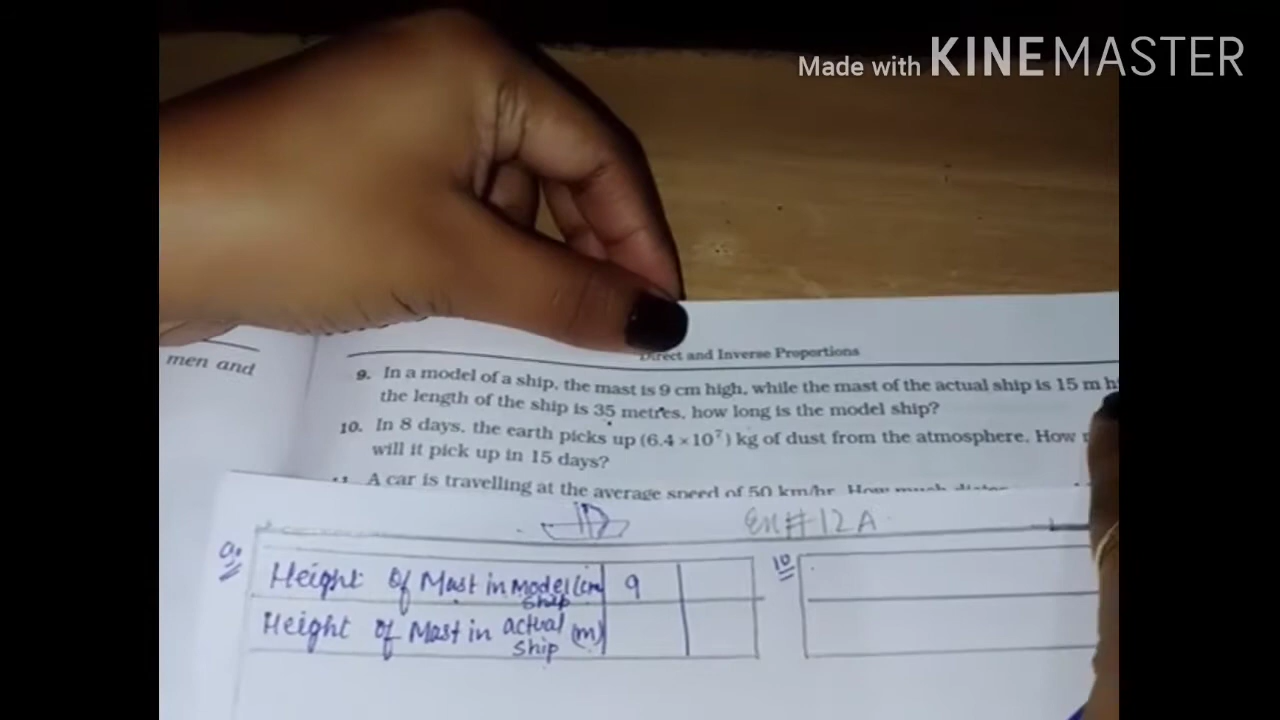 Made with KINEMASTER
men and
Direct and Inverse Proportions
9. In a model of a ship, the mast is 9 cm high, while the mast of the actual ship is 15 m h
the length of the ship is 35 metres, how long is the model ship?
10. In 8 days, the earth picks up (6.4 × 10⁷) kg of dust from the atmosphere. How
will it pick up in 15 days?
A car is travelling at the average speed of 50 km/hr. How much
Ex # 12A
9.
Height of Mast in Model (cm)
ship
9
Height of Mast in actual (m)
ship
10